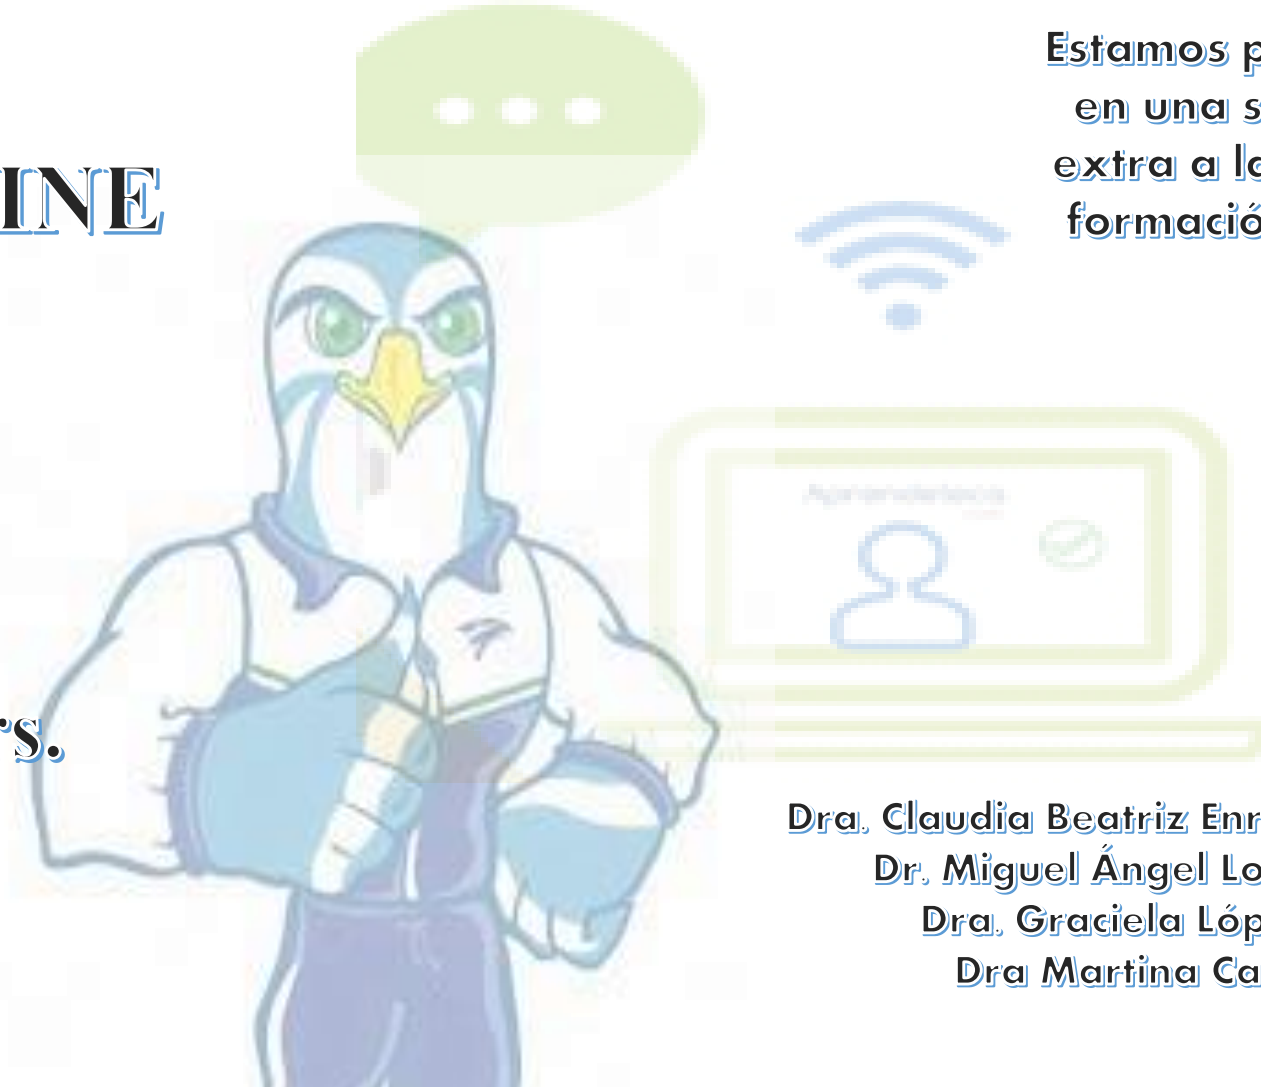 Estamos p
en una s
extra a la
formació
INE
Aprendeteca
rs.
Dra. Claudia Beatriz Enr
Dr. Miguel Ángel Lo
Dra. Graciela Lóp
Dra Martina Ca